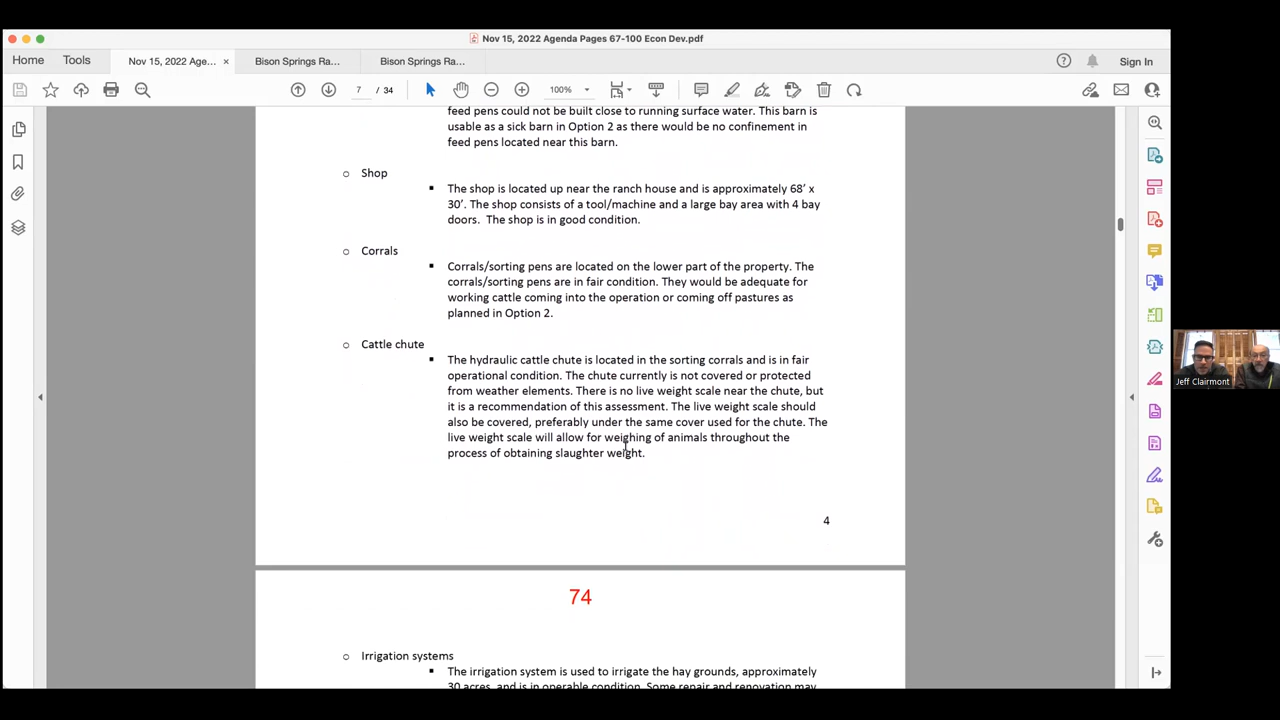 Nov 15, 2022 Agenda Pages 67-100 Econ Dev.pdf
Home Tools Nov 15, 2022 Age... × Bison Springs Ra... Bison Springs Ra... Sign In
7 / 34 100%
feed pens could not be built close to running surface water. This barn is
usable as a sick barn in Option 2 as there would be no confinement in
feed pens located near this barn.
o Shop
▪ The shop is located up near the ranch house and is approximately 68’ x
30’. The shop consists of a tool/machine and a large bay area with 4 bay
doors. The shop is in good condition.
o Corrals
▪ Corrals/sorting pens are located on the lower part of the property. The
corrals/sorting pens are in fair condition. They would be adequate for
working cattle coming into the operation or coming off pastures as
planned in Option 2.
o Cattle chute
▪ The hydraulic cattle chute is located in the sorting corrals and is in fair
operational condition. The chute currently is not covered or protected
from weather elements. There is no live weight scale near the chute, but
it is a recommendation of this assessment. The live weight scale should
also be covered, preferably under the same cover used for the chute. The
live weight scale will allow for weighing of animals throughout the
process of obtaining slaughter weight.
4
74
o Irrigation systems
▪ The irrigation system is used to irrigate the hay grounds, approximately
30 acres, and is in operable condition. Some repair and renovation may
Jeff Clairmont